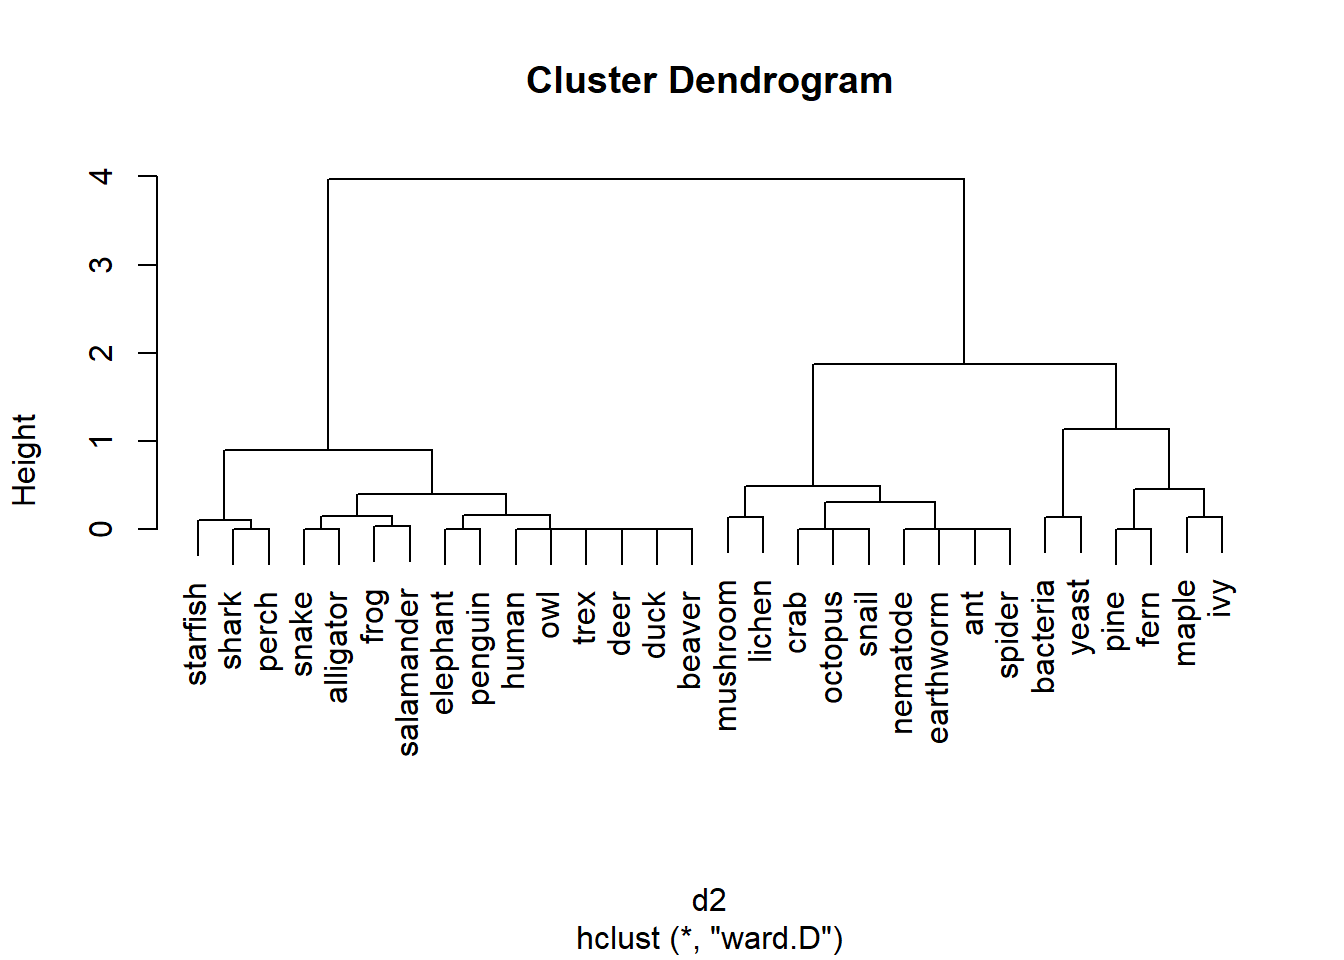 Cluster Dendrogram
Height
4
3
2
1
0
starfish
shark
perch
snake
alligator
frog
salamander
elephant
penguin
human
owl
trex
deer
duck
beaver
mushroom
lichen
crab
octopus
snail
nematode
earthworm
ant
spider
bacteria
yeast
pine
fern
maple
ivy
d2
hclust (*, "ward.D")